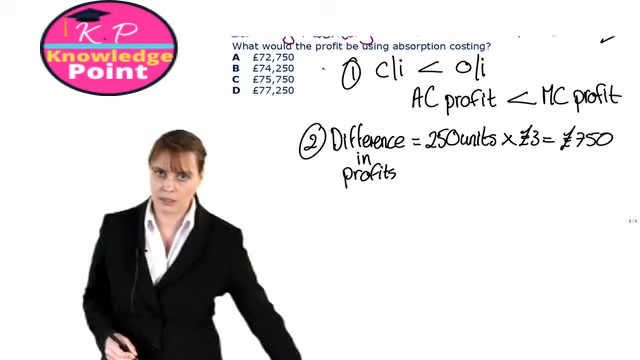 K.P
Knowledge
Point
What would the profit be using absorption costing?
A £72,750
B £74,250
C £75,750
D £77,250
① C/i < O/i
AC profit < MC profit
② Difference = 250 units x £3 = £750
in
profits